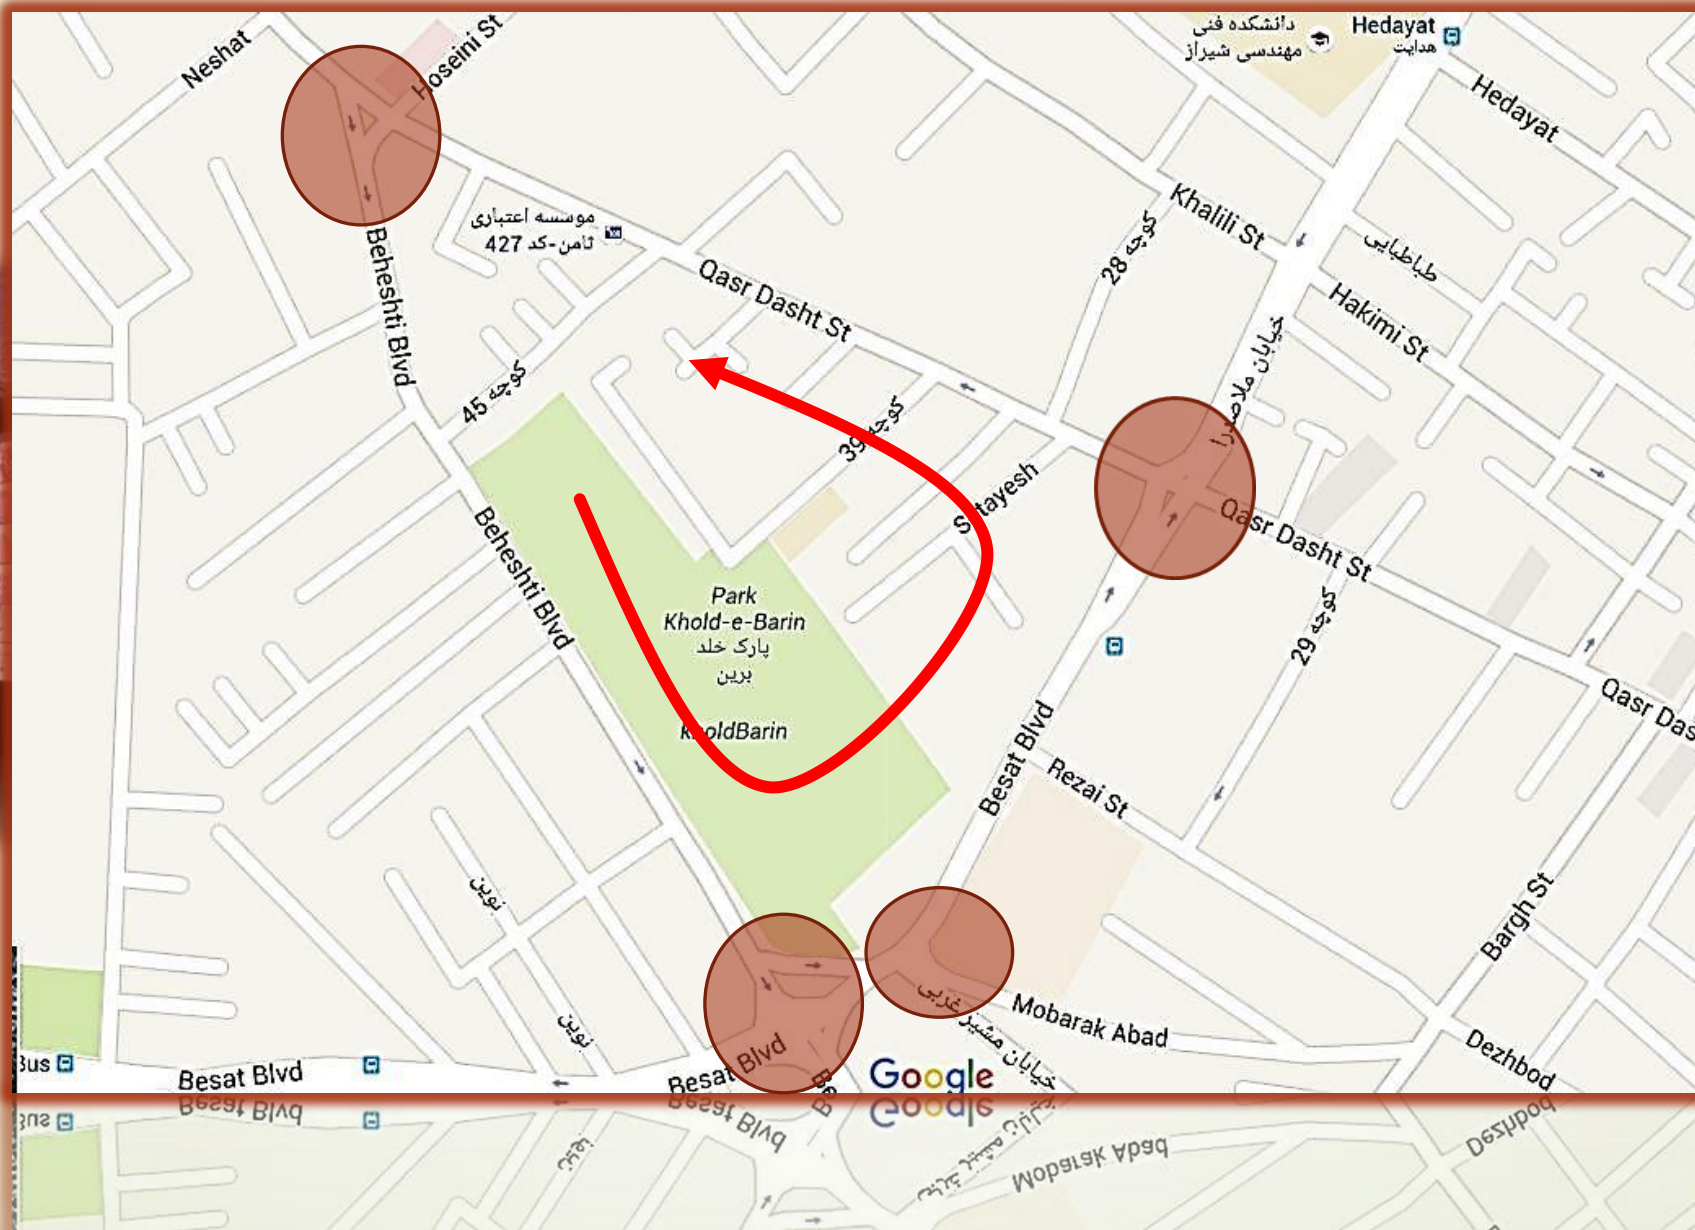 Neshat
Hoseini St
دانشکده فنی
مهندسی شیراز
Hedayat
هدایت
Hedayat
موسسه اعتباری
ثامن-کد 427
Beheshti Blvd
Qasr Dasht St
کوچه 28
Khalili St
طباطبایی
Hakimi St
خیابان ملاصدرا
کوچه 45
کوچه 39
Setayesh
Qasr Dasht St
Beheshti Blvd
Park
Khold-e-Barin
پارک خلد
برین
kholdBarin
کوچه 29
Qasr Das
Besat Blvd
Rezai St
نوین
Bargh St
نوین
خیابان مشیر غربی
Mobarak Abad
Dezhbod
Bus
Besat Blvd
Besat Blvd
Be
Google